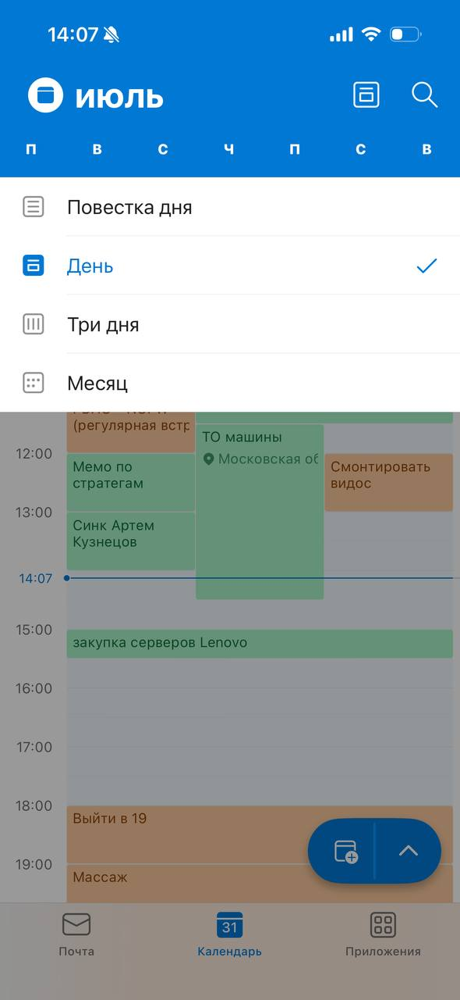 14:07
июль
П В С Ч П С В
Повестка дня
День
Три дня
Месяц
(регулярная встр
ТО машины
Московская об
12:00
Мемо по
стратегам
Смонтировать
видос
13:00
Синк Артем
Кузнецов
14:07
15:00
закупка серверов Lenovo
16:00
17:00
18:00
Выйти в 19
19:00
Массаж
31
Почта
Календарь
Приложения